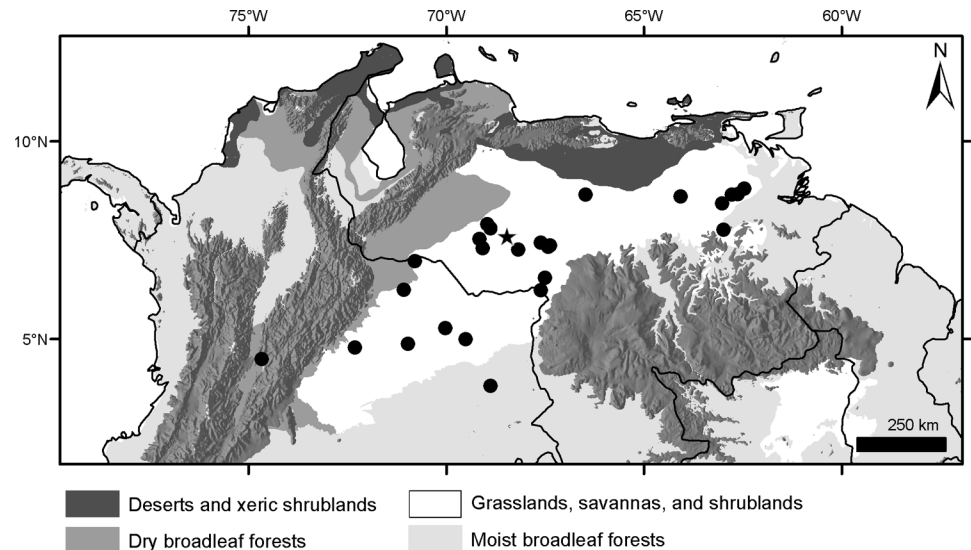 75°W 70°W 65°W 60°W
N
10°N
5°N
250 km
Deserts and xeric shrublands
Grasslands, savannas, and shrublands
Dry broadleaf forests
Moist broadleaf forests